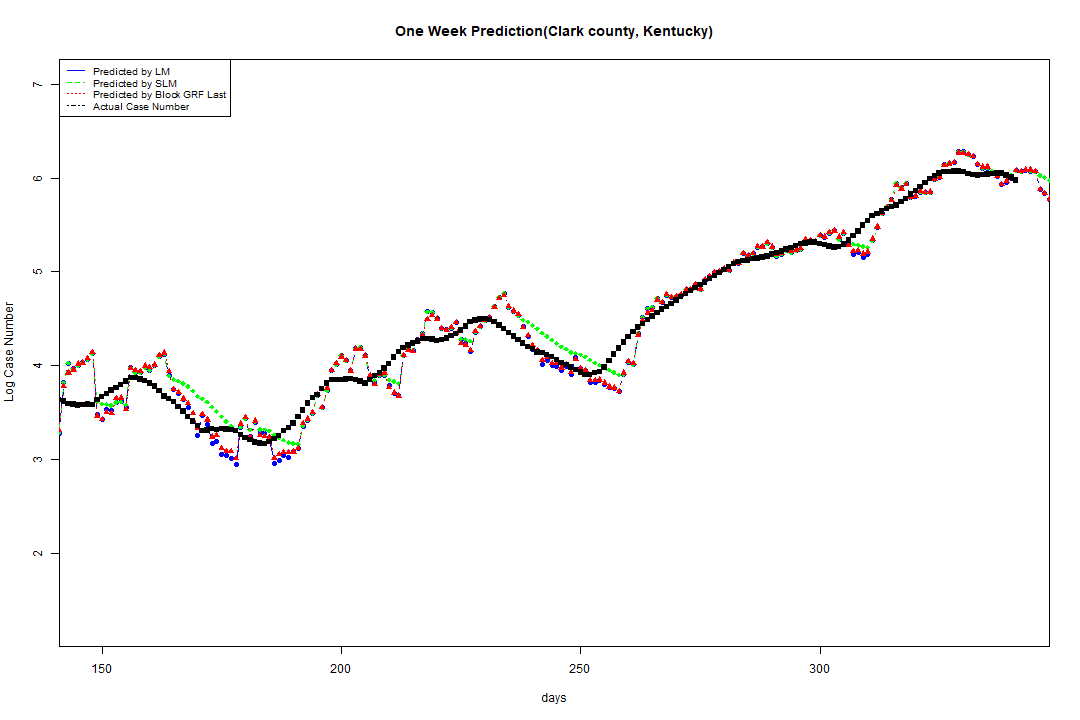 One Week Prediction(Clark county, Kentucky)
Predicted by LM
Predicted by SLM
Predicted by Block GRF Last
Actual Case Number
7
6
5
4
3
2
Log Case Number
150 200 250 300
days